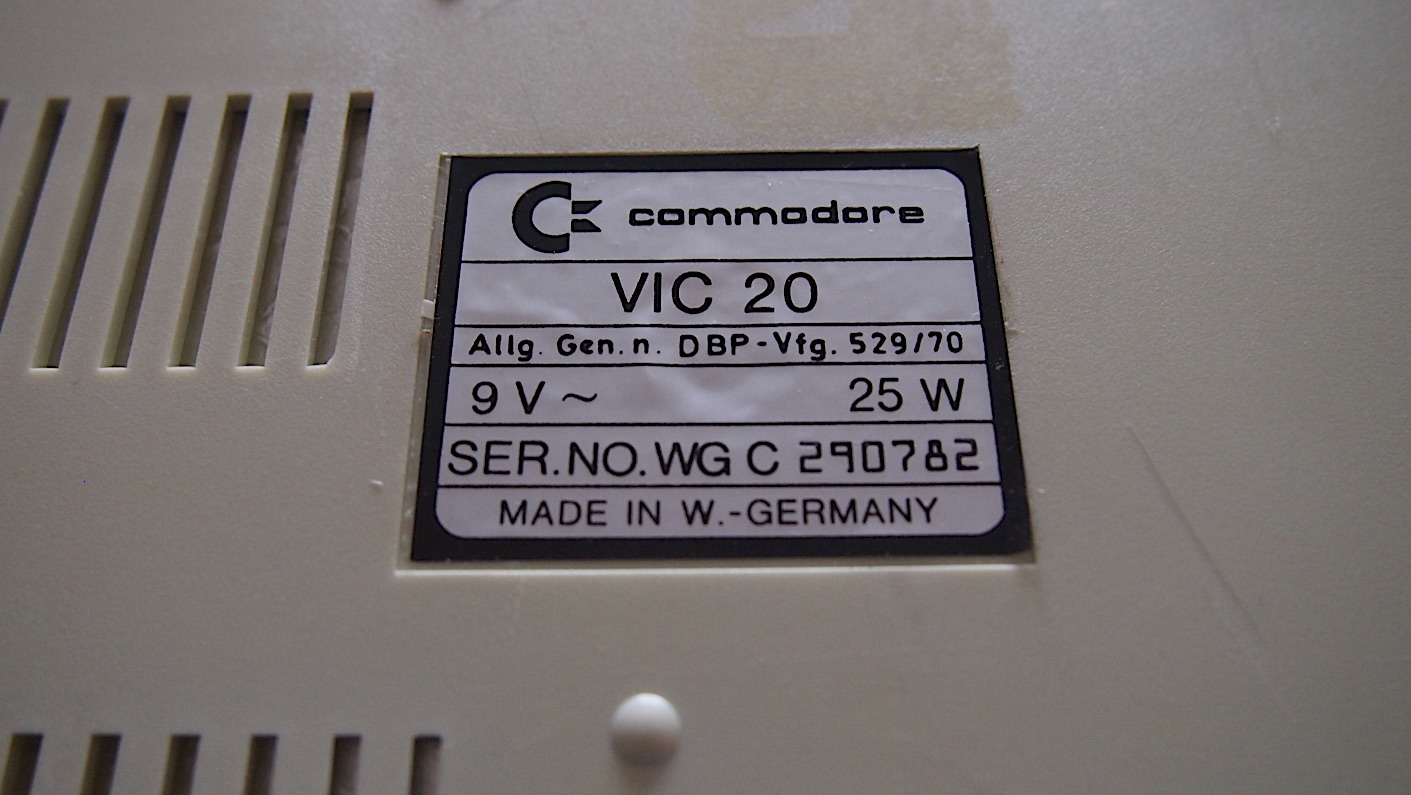 commodore
VIC 20
Allg. Gen. n. DBP-Vfg. 529/70
9 V ~ 25 W
SER.NO. WG C 290782
MADE IN W.-GERMANY